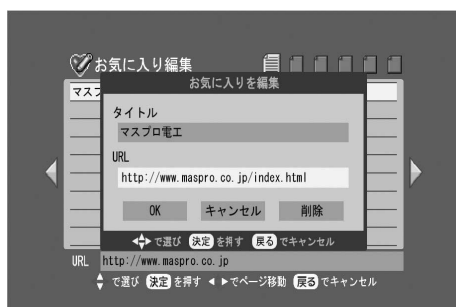 お気に入り編集
お気に入りを編集
マスプ
タイトル
マスプロ電工
URL
http://www.maspro.co.jp/index.html
OK キャンセル 削除
で選び 決定 を押す 戻る でキャンセル
URL http://www.maspro.co.jp
で選び 決定 を押す ◀ ▶でページ移動 戻る でキャンセル